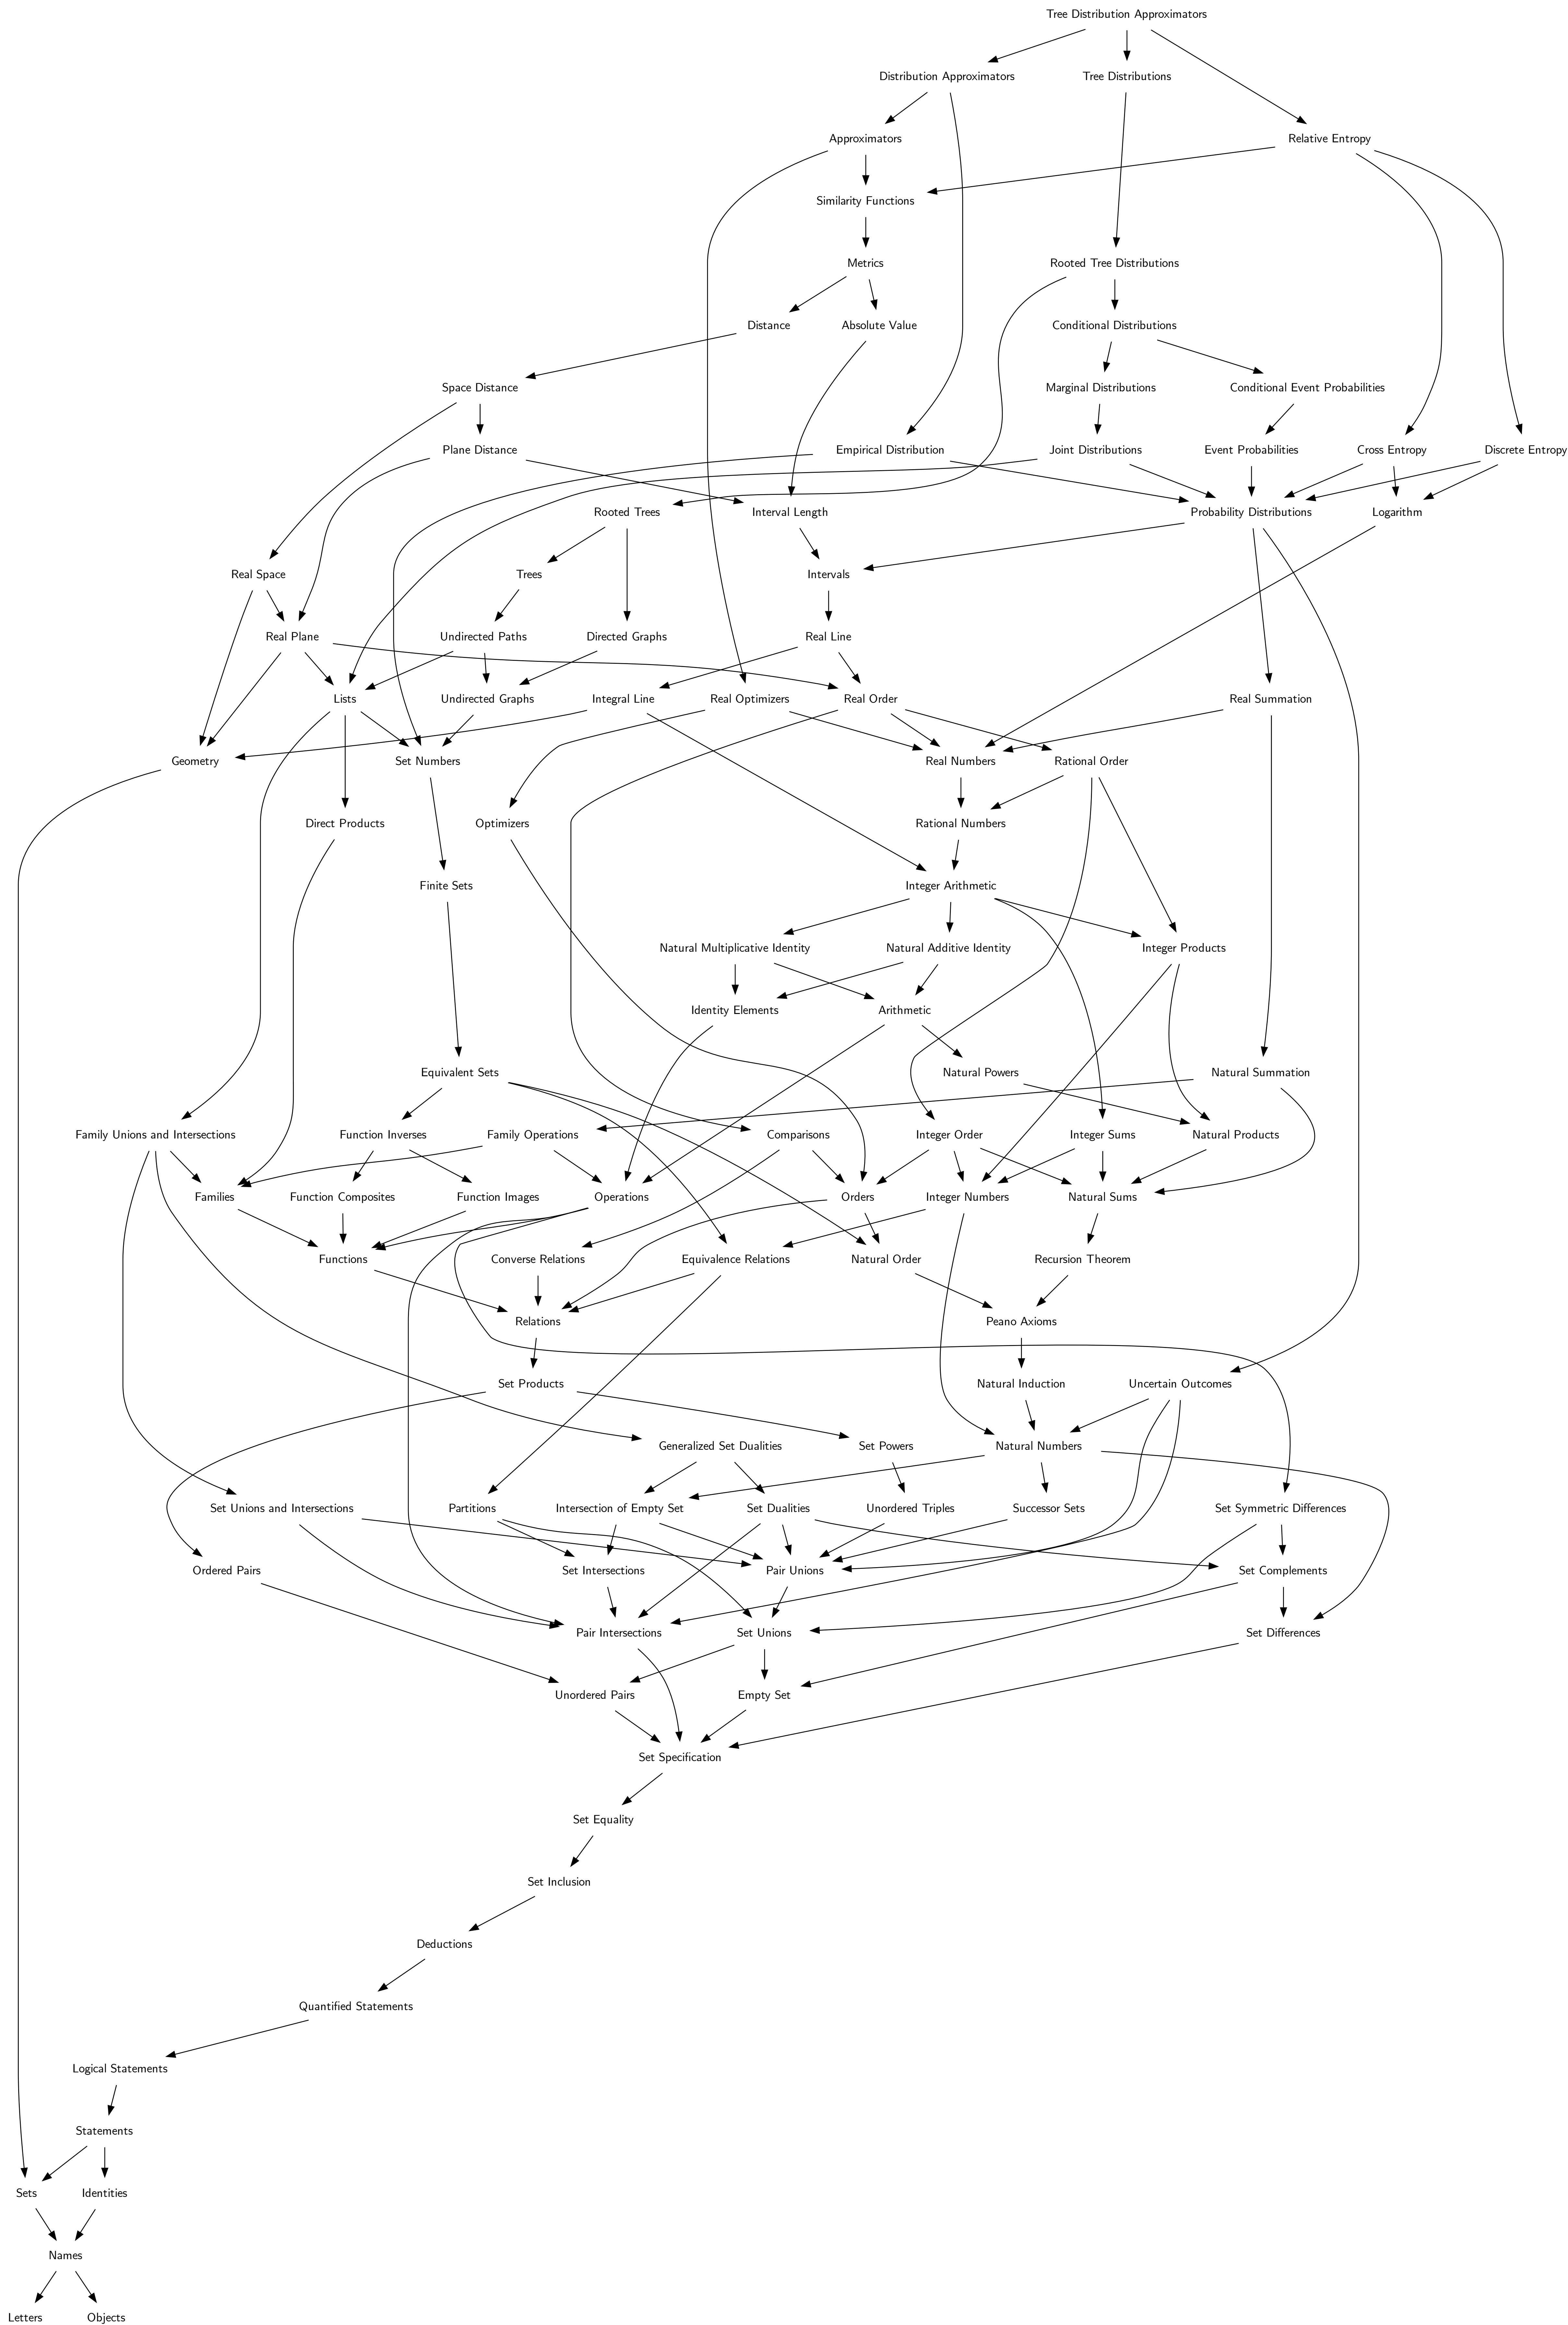 Tree Distribution Approximators
Distribution Approximators
Tree Distributions
Approximators
Relative Entropy
Similarity Functions
Metrics
Rooted Tree Distributions
Distance
Absolute Value
Conditional Distributions
Space Distance
Marginal Distributions
Conditional Event Probabilities
Plane Distance
Empirical Distribution
Joint Distributions
Event Probabilities
Cross Entropy
Discrete Entropy
Rooted Trees
Interval Length
Probability Distributions
Logarithm
Real Space
Trees
Intervals
Real Plane
Undirected Paths
Directed Graphs
Real Line
Lists
Undirected Graphs
Integral Line
Real Optimizers
Real Order
Real Summation
Geometry
Set Numbers
Real Numbers
Rational Order
Direct Products
Optimizers
Rational Numbers
Finite Sets
Integer Arithmetic
Natural Multiplicative Identity
Natural Additive Identity
Integer Products
Identity Elements
Arithmetic
Equivalent Sets
Natural Powers
Natural Summation
Family Unions and Intersections
Function Inverses
Family Operations
Comparisons
Integer Order
Integer Sums
Natural Products
Families
Function Composites
Function Images
Operations
Orders
Integer Numbers
Natural Sums
Functions
Converse Relations
Equivalence Relations
Natural Order
Recursion Theorem
Relations
Peano Axioms
Set Products
Natural Induction
Uncertain Outcomes
Generalized Set Dualities
Set Powers
Natural Numbers
Set Unions and Intersections
Partitions
Intersection of Empty Set
Set Dualities
Unordered Triples
Successor Sets
Set Symmetric Differences
Ordered Pairs
Set Intersections
Pair Unions
Set Complements
Pair Intersections
Set Unions
Set Differences
Unordered Pairs
Empty Set
Set Specification
Set Equality
Set Inclusion
Deductions
Quantified Statements
Logical Statements
Statements
Sets
Identities
Names
Letters
Objects